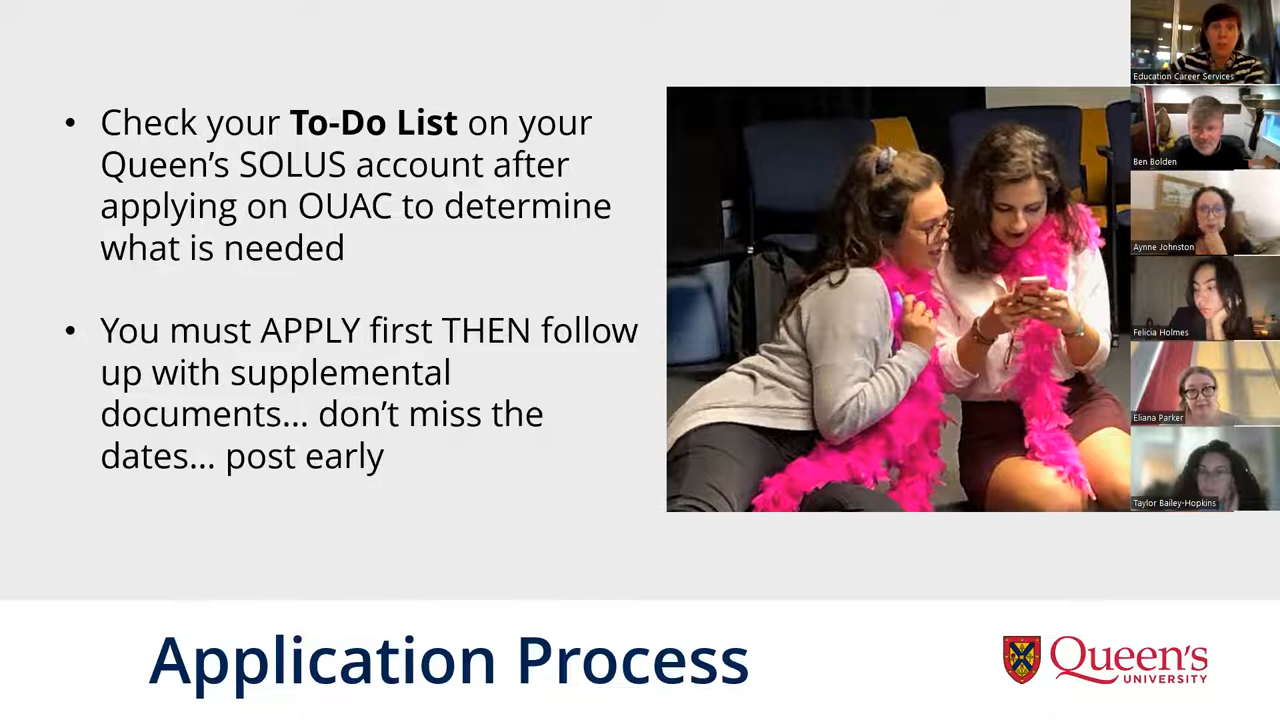 • Check your To-Do List on your
Queen’s SOLUS account after
applying on OUAC to determine
what is needed
• You must APPLY first THEN follow
up with supplemental
documents... don’t miss the
dates... post early
Education Career Services
Ben Bolden
Aynne Johnston
Felicia Holmes
Eliana Parker
Taylor Bailey-Hopkins
Application Process
Queen's
UNIVERSITY